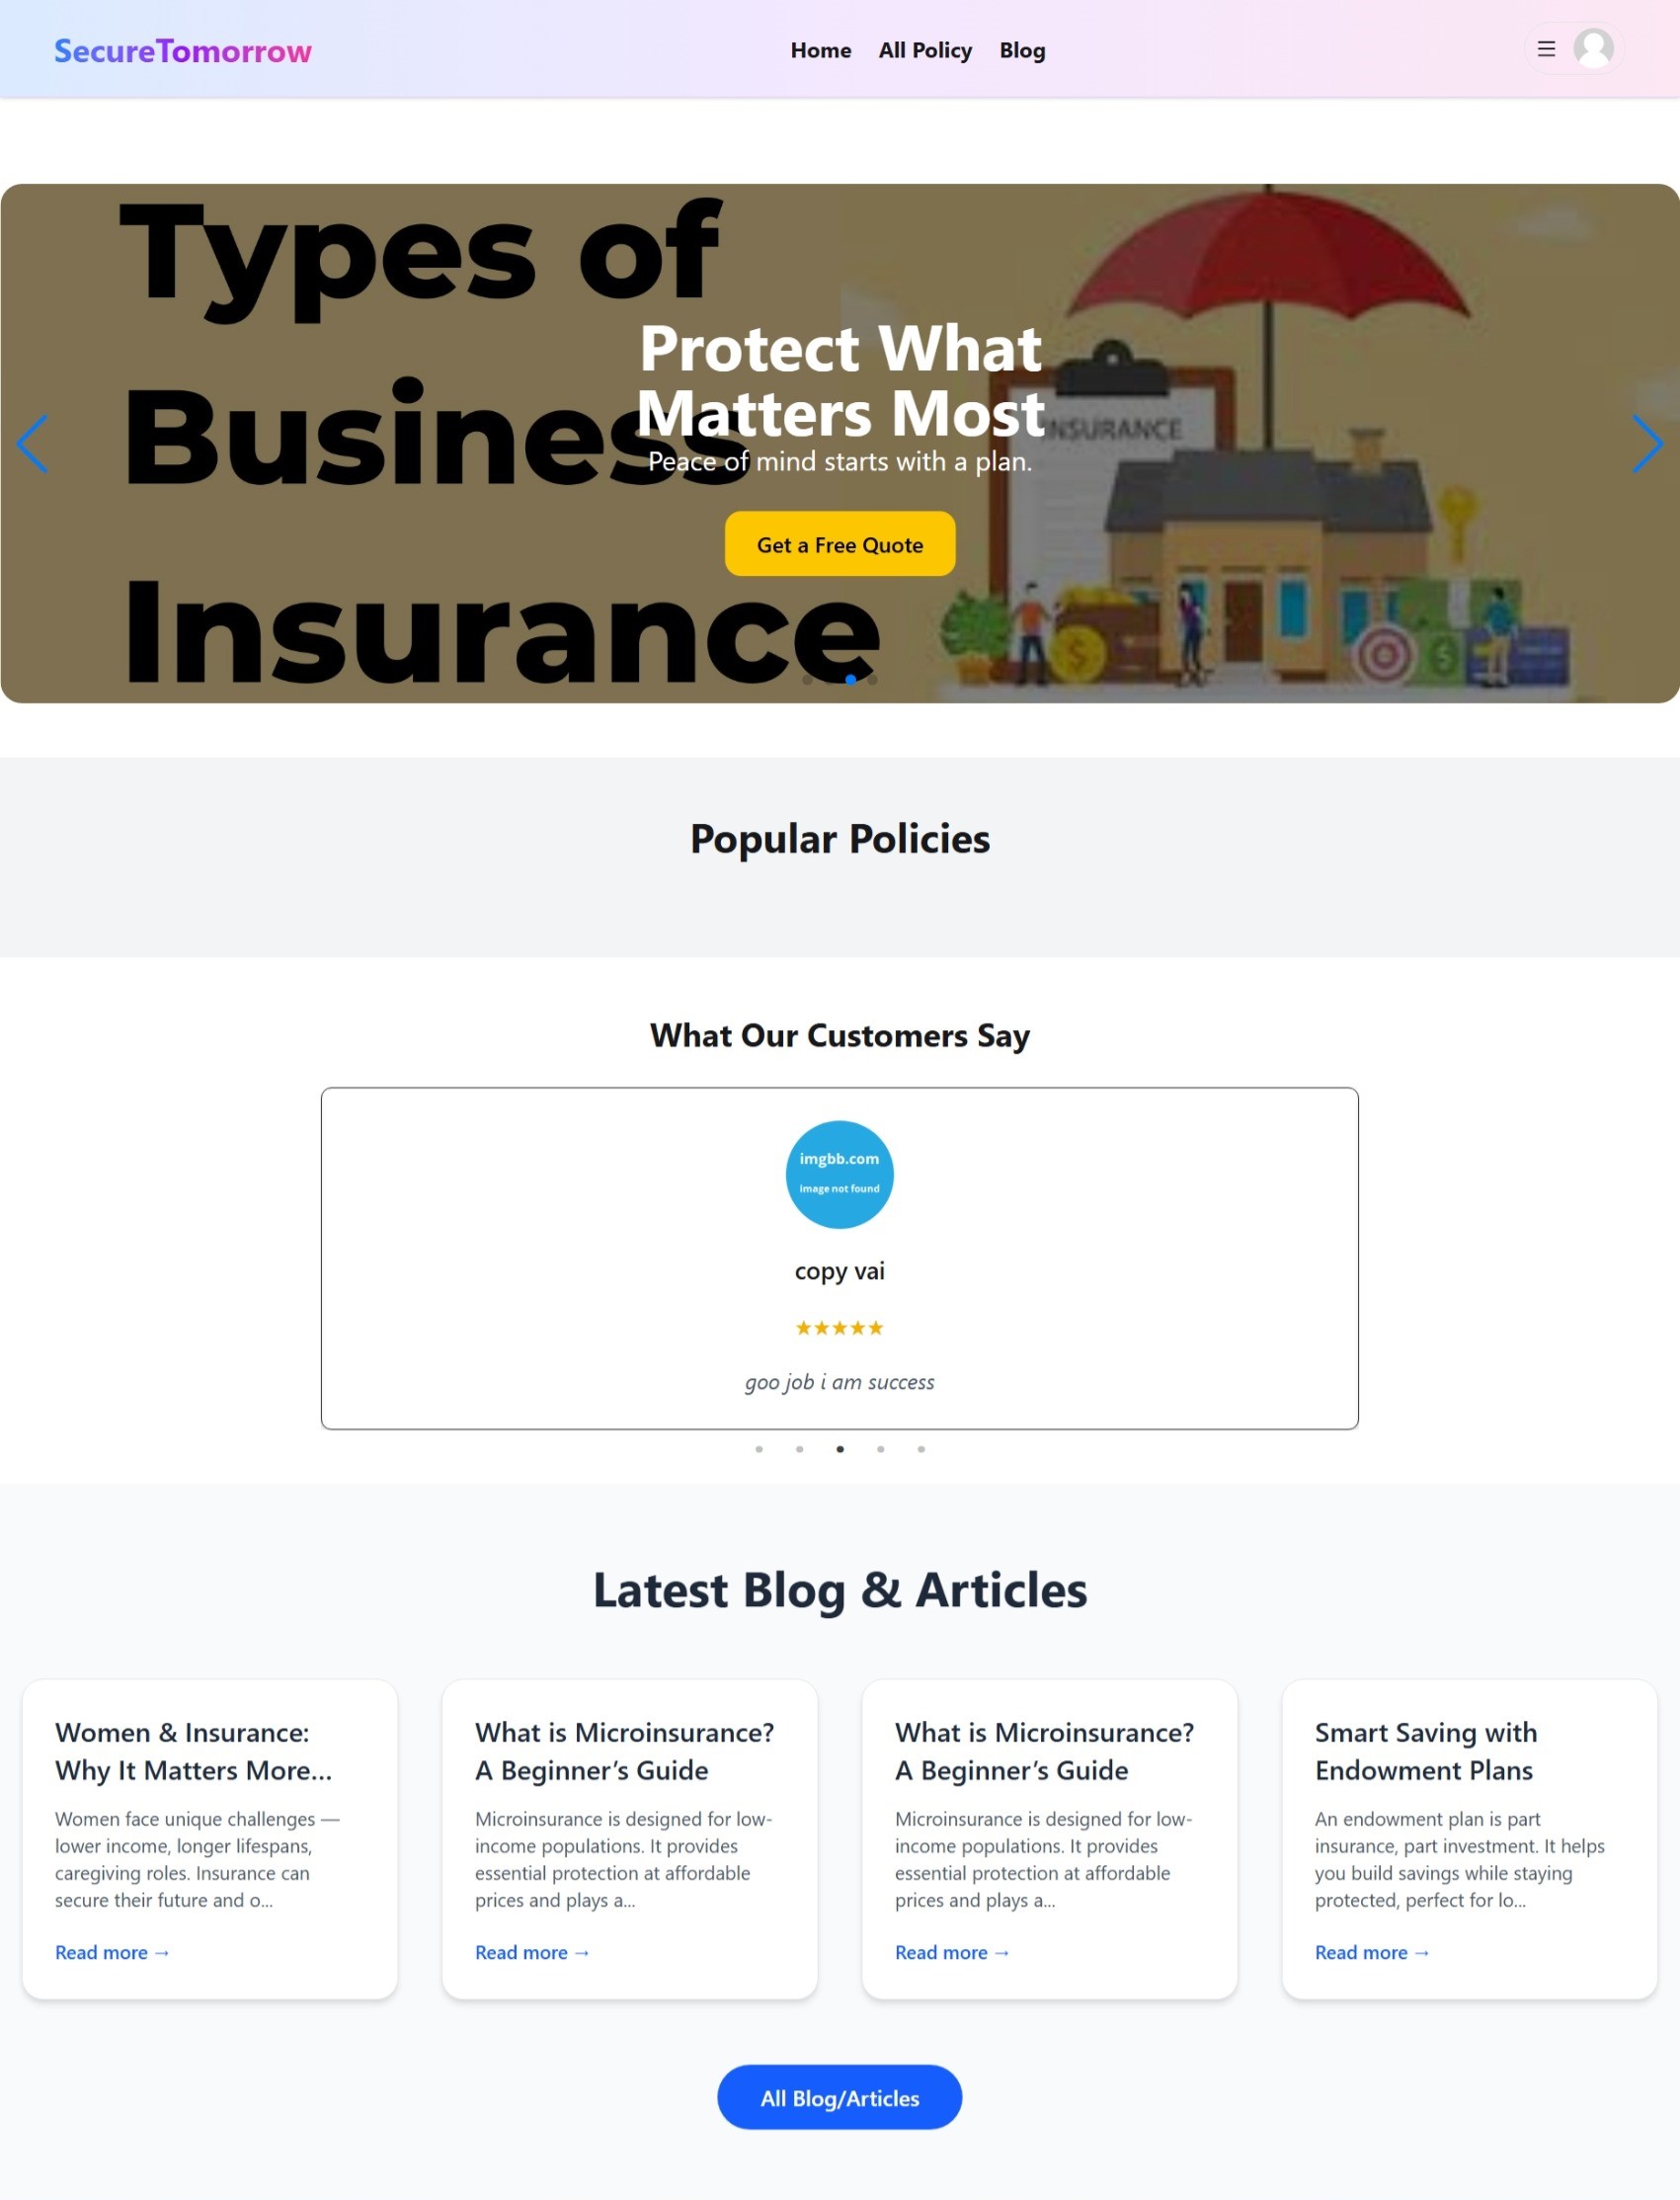 SecureTomorrow
Home All Policy Blog
Types of
Business
Insurance
INSURANCE
Protect What
Matters Most
Peace of mind starts with a plan.
Get a Free Quote
Popular Policies
What Our Customers Say
imgbb.com
image not found
copy vai
★★★★★
goo job i am success
Latest Blog & Articles
Women & Insurance:
Why It Matters More...
Women face unique challenges —
lower income, longer lifespans,
caregiving roles. Insurance can
secure their future and o...
Read more →
What is Microinsurance?
A Beginner’s Guide
Microinsurance is designed for low-
income populations. It provides
essential protection at affordable
prices and plays a...
Read more →
What is Microinsurance?
A Beginner’s Guide
Microinsurance is designed for low-
income populations. It provides
essential protection at affordable
prices and plays a...
Read more →
Smart Saving with
Endowment Plans
An endowment plan is part
insurance, part investment. It helps
you build savings while staying
protected, perfect for lo...
Read more →
All Blog/Articles